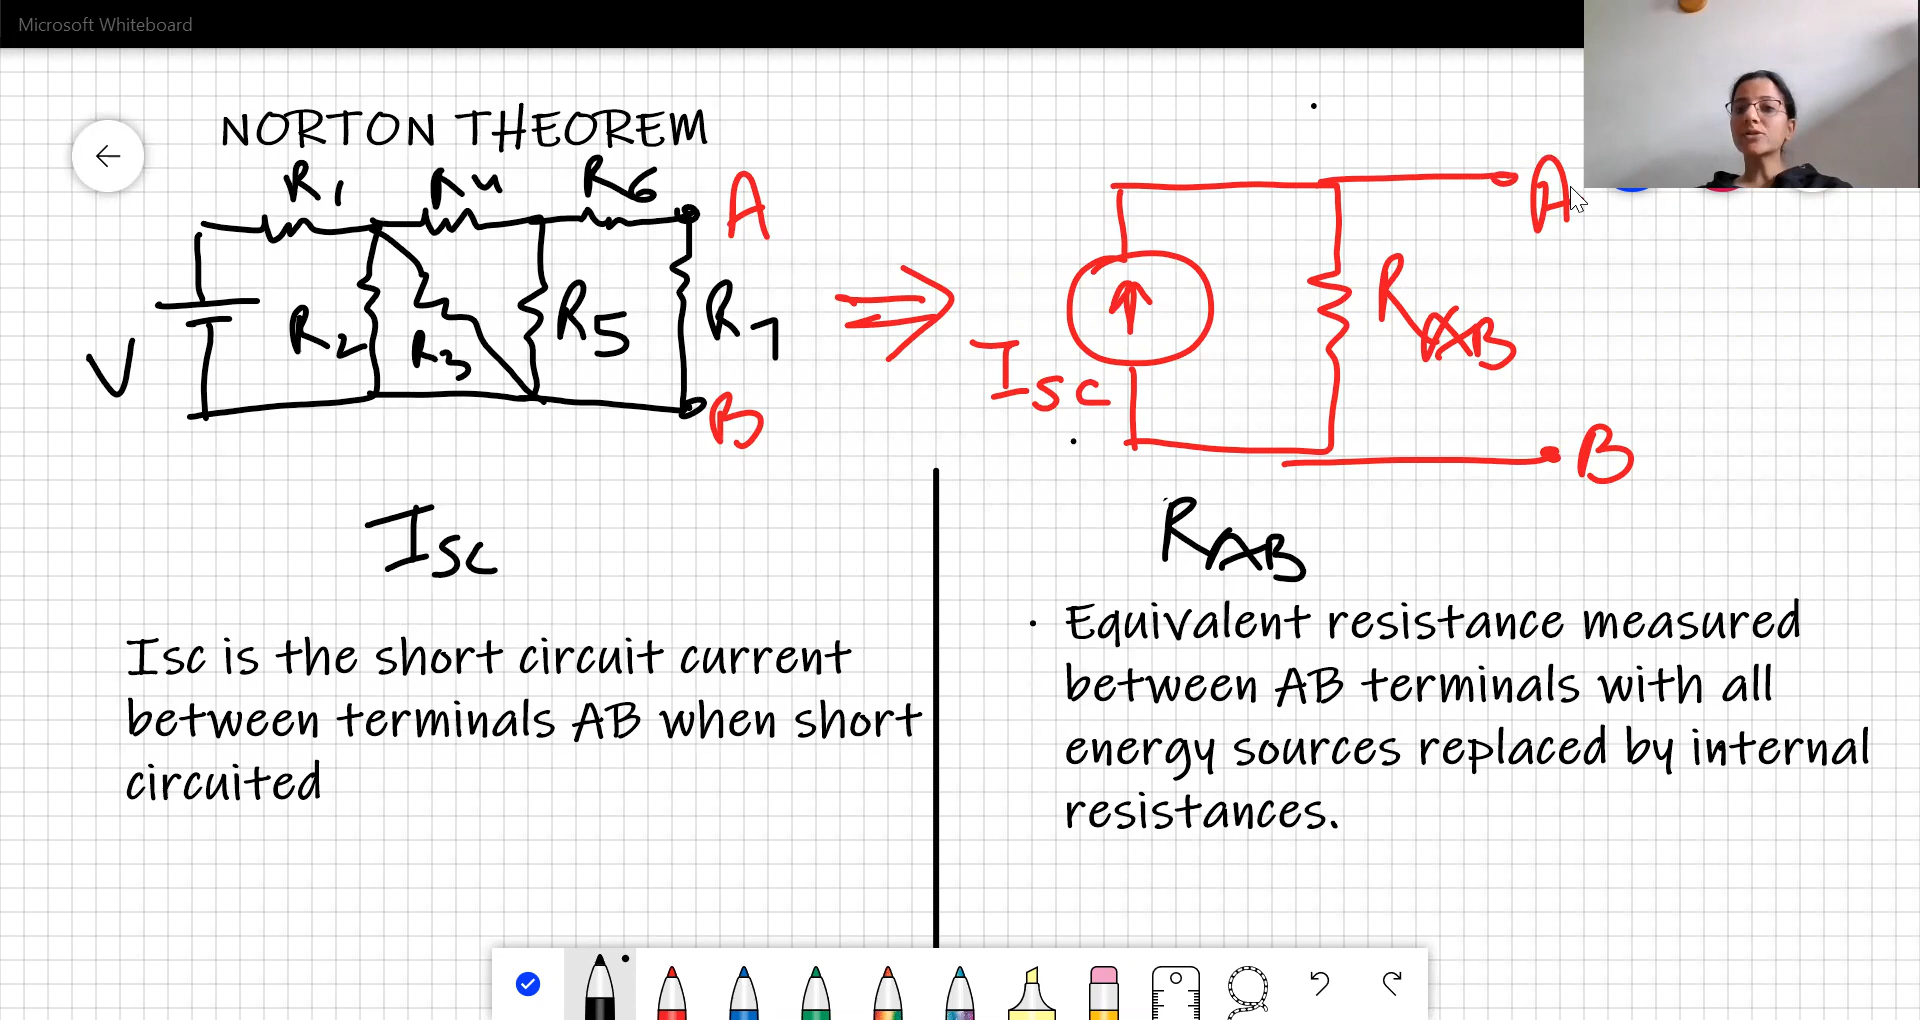 Microsoft Whiteboard
NORTON THEOREM
R1 R4 R6
A
A
V
R2
R3
R5
R7
B
Isc
RAB
B
Isc
Isc is the short circuit current
between terminals AB when short
circuited
RAB
· Equivalent resistance measured
between AB terminals with all
energy sources replaced by internal
resistances.